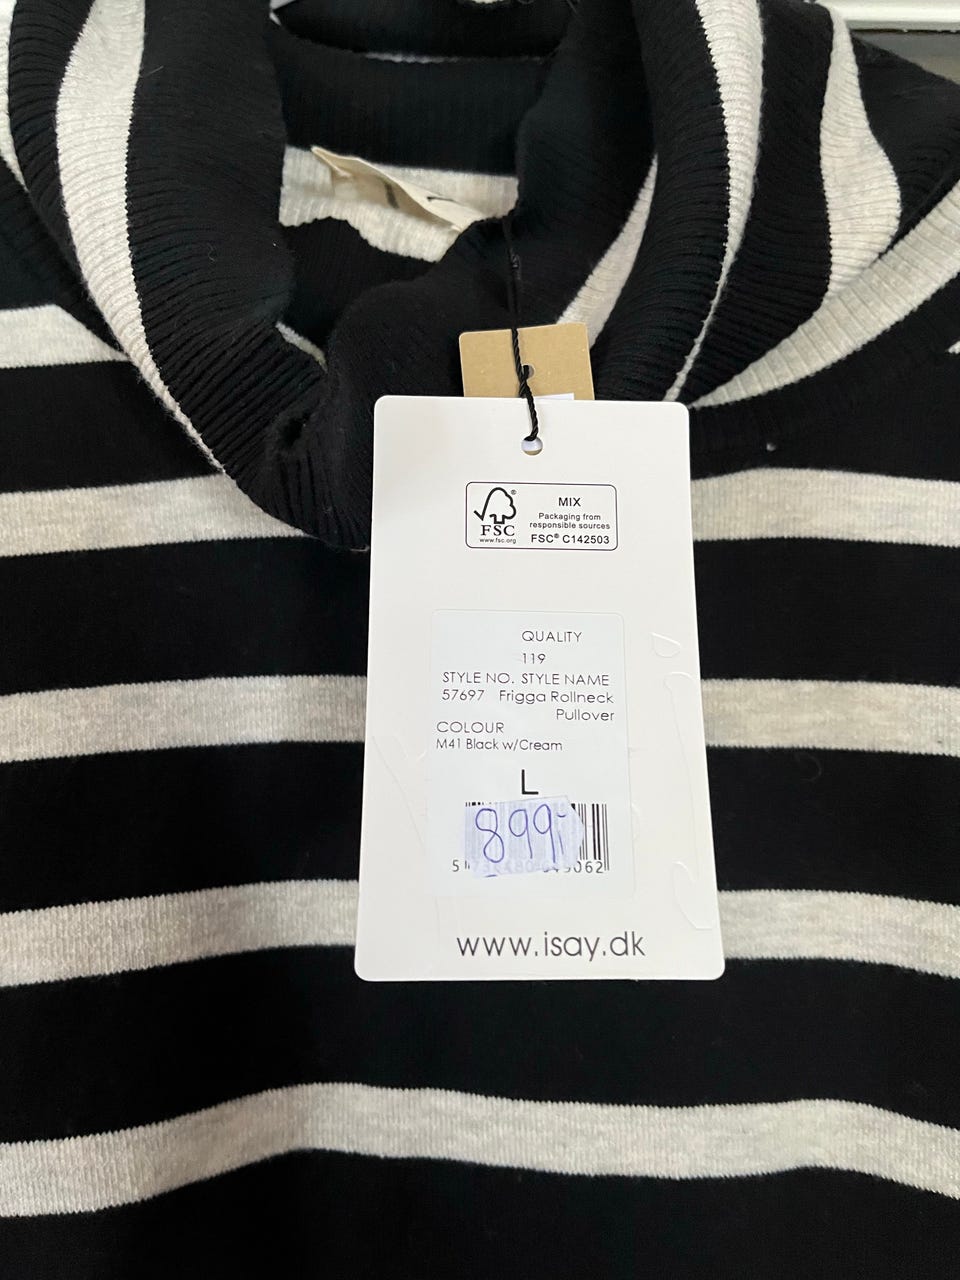 MIX
Packaging from
responsible sources
FSC® C142503
FSC
www.fsc.org
QUALITY
119
STYLE NO. STYLE NAME
57697 Frigga Rollneck
Pullover
COLOUR
M41 Black w/Cream
L
899,-
www.isay.dk